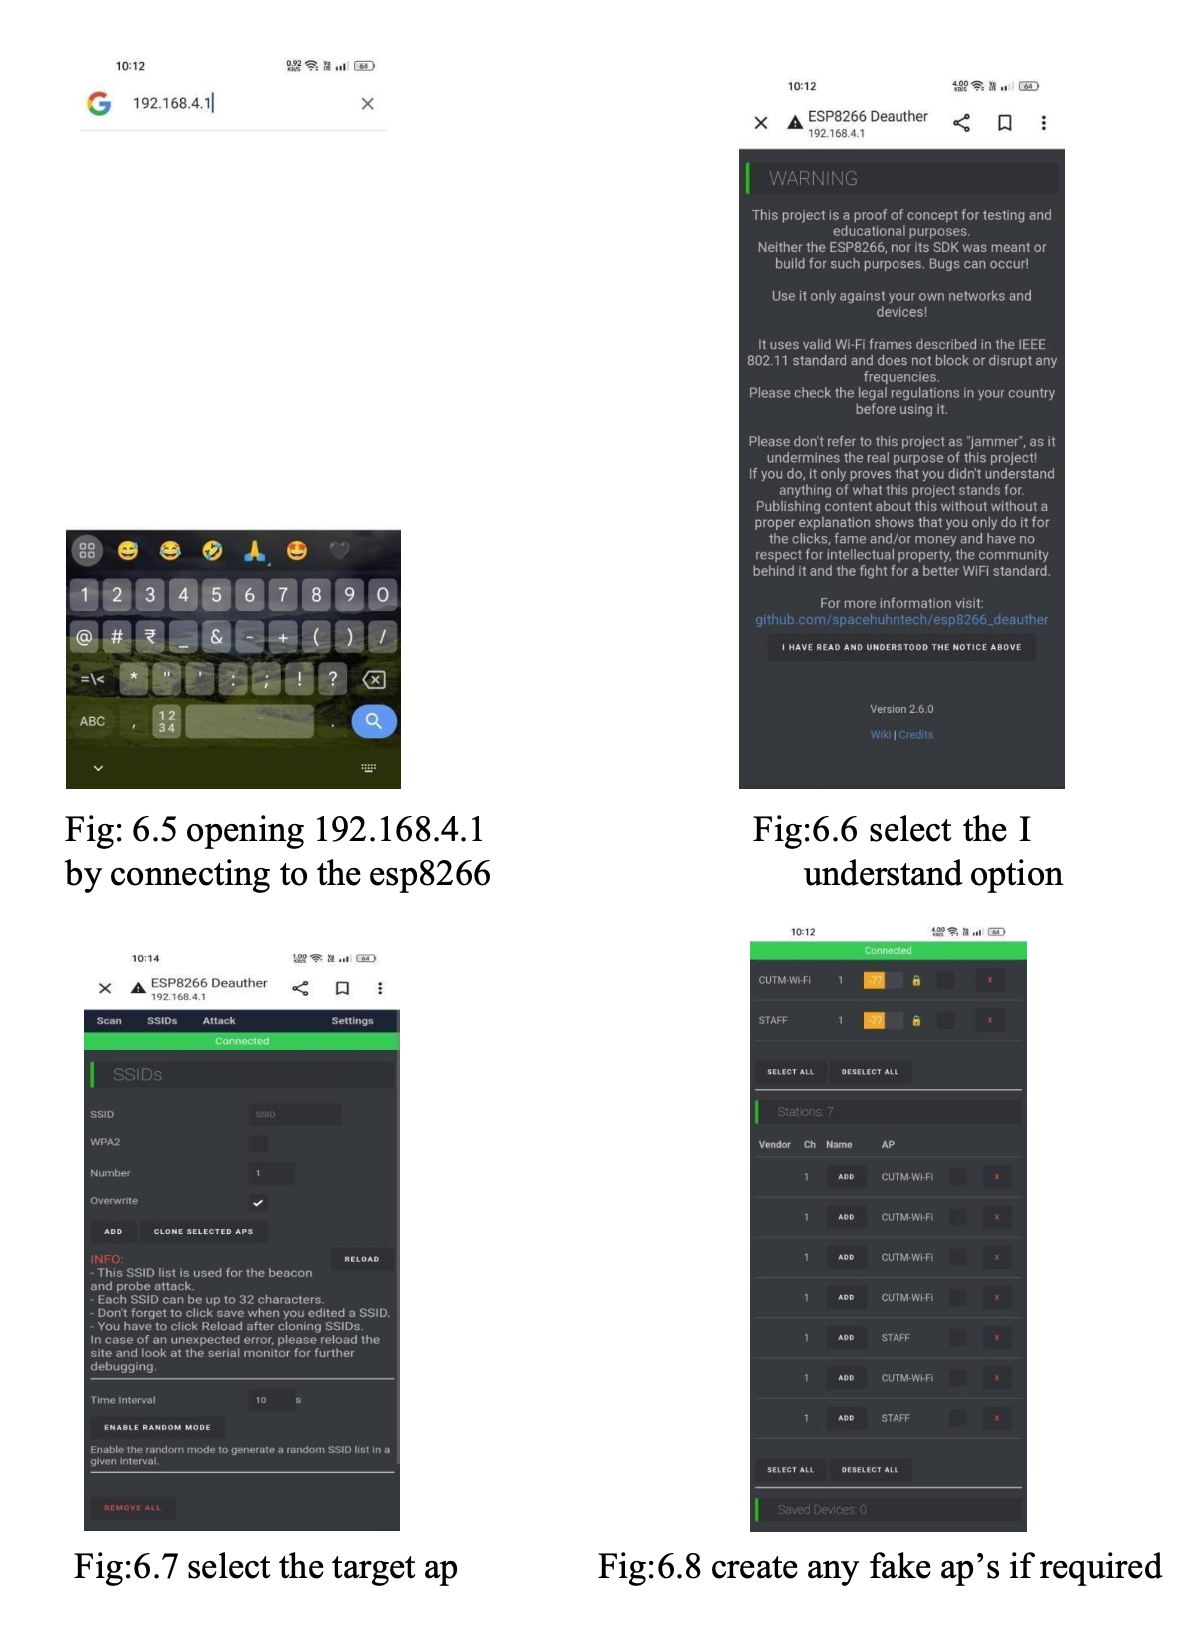 10:12
0.92
KB/S
64
192.168.4.1
1 2 3 4 5 6 7 8 9 0
@ # ₹ _ & - + ( ) /
=\< * " ' : ; ! ?
ABC , 12 34 .
Fig: 6.5 opening 192.168.4.1
by connecting to the esp8266
10:12
4.00
KB/S
64
ESP8266 Deauther
192.168.4.1
WARNING
This project is a proof of concept for testing and
educational purposes.
Neither the ESP8266, nor its SDK was meant or
build for such purposes. Bugs can occur!
Use it only against your own networks and
devices!
It uses valid Wi-Fi frames described in the IEEE
802.11 standard and does not block or disrupt any
frequencies.
Please check the legal regulations in your country
before using it.
Please don't refer to this project as "jammer", as it
undermines the real purpose of this project!
If you do, it only proves that you didn't understand
anything of what this project stands for.
Publishing content about this without without a
proper explanation shows that you only do it for
the clicks, fame and/or money and have no
respect for intellectual property, the community
behind it and the fight for a better WiFi standard.
For more information visit:
github.com/spacehuhntech/esp8266_deauther
I HAVE READ AND UNDERSTOOD THE NOTICE ABOVE
Version 2.6.0
Wiki | Credits
Fig:6.6 select the I
understand option
10:14
1.00
KB/S
64
ESP8266 Deauther
192.168.4.1
Scan SSIDs Attack Settings
Connected
SSIDs
SSID SSID
WPA2
Number 1
Overwrite
ADD CLONE SELECTED APS
INFO:
RELOAD
- This SSID list is used for the beacon
and probe attack.
- Each SSID can be up to 32 characters.
- Don't forget to click save when you edited a SSID.
- You have to click Reload after cloning SSIDs.
In case of an unexpected error, please reload the
site and look at the serial monitor for further
debugging.
Time Interval 10 s
ENABLE RANDOM MODE
Enable the random mode to generate a random SSID list in a
given interval.
REMOVE ALL
Fig:6.7 select the target ap
10:12
4.00
KB/S
64
Connected
CUTM-Wi-Fi 1 -77 X
STAFF 1 -77 X
SELECT ALL DESELECT ALL
Stations: 7
Vendor Ch Name AP
1 ADD CUTM-Wi-Fi X
1 ADD CUTM-Wi-Fi X
1 ADD CUTM-Wi-Fi X
1 ADD CUTM-Wi-Fi X
1 ADD STAFF X
1 ADD CUTM-Wi-Fi X
1 ADD STAFF X
SELECT ALL DESELECT ALL
Saved Devices: 0
Fig:6.8 create any fake ap’s if required